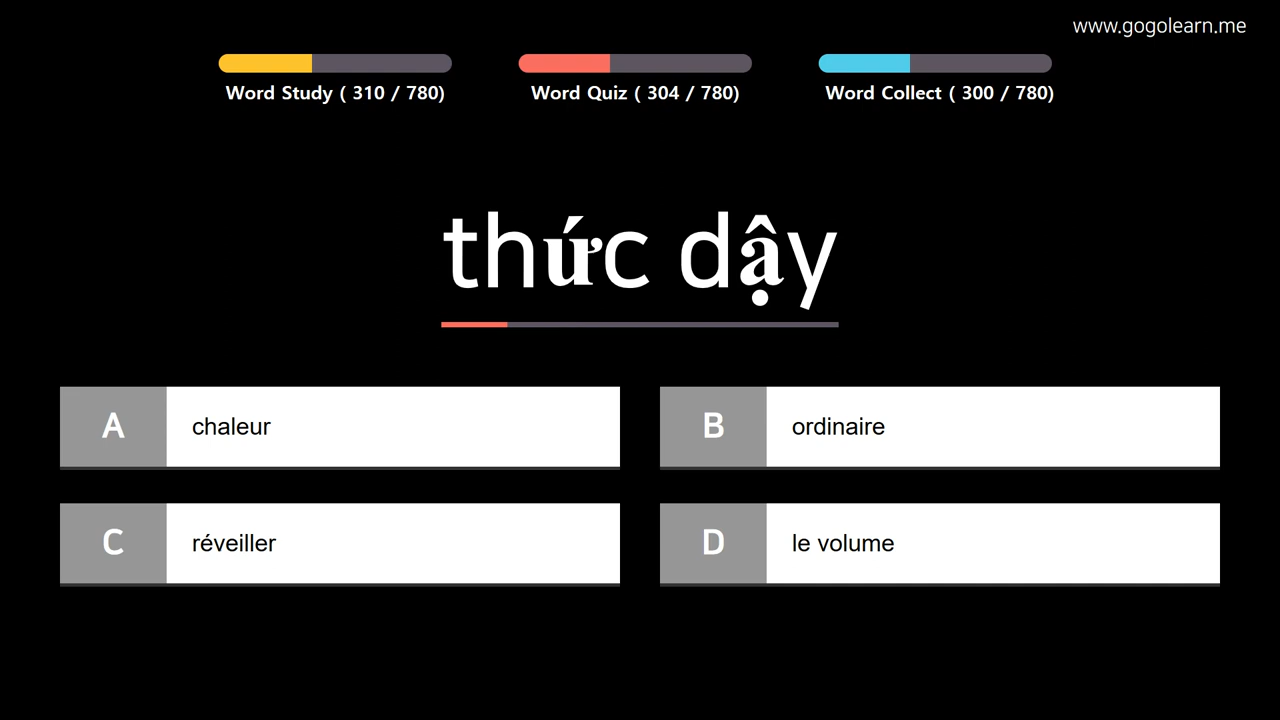 www.gogolearn.me
Word Study ( 310 / 780)
Word Quiz ( 304 / 780)
Word Collect ( 300 / 780)
thức dậy
A chaleur
B ordinaire
C réveiller
D le volume